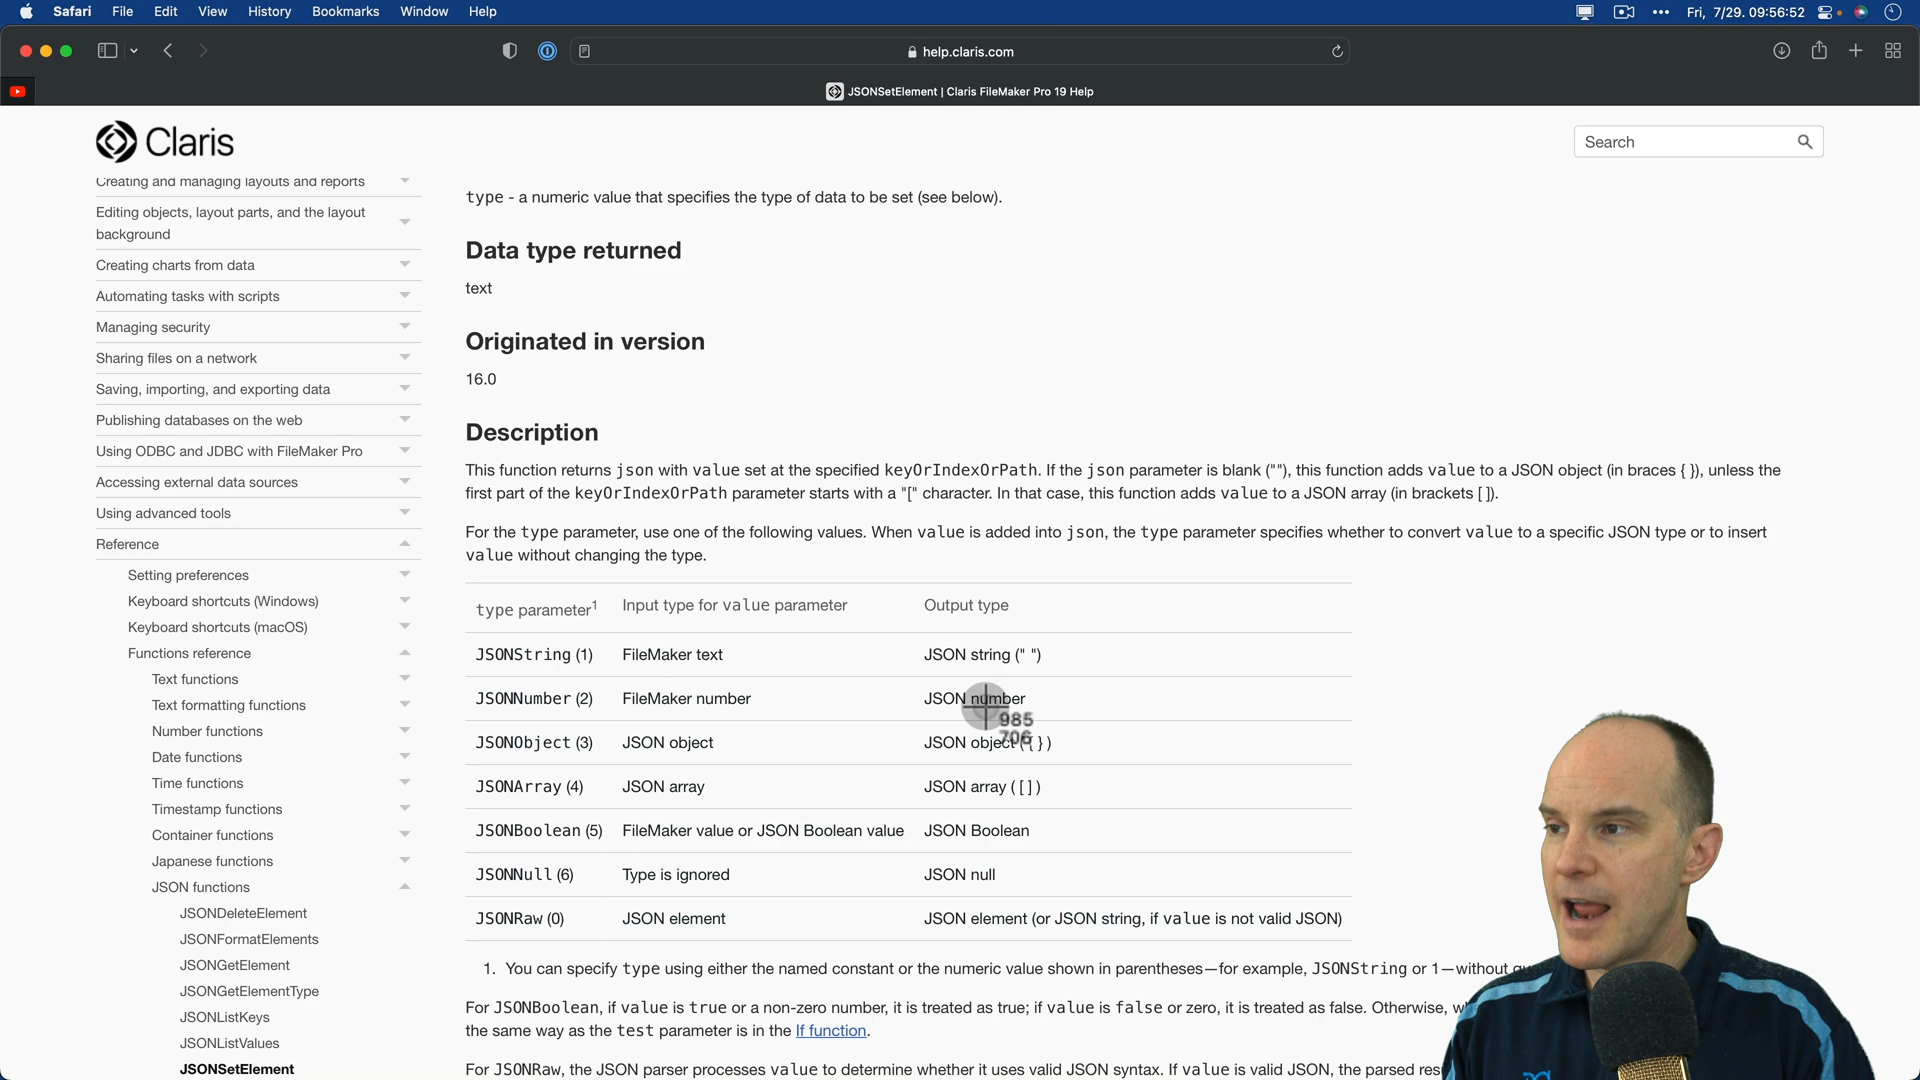 Safari File Edit View History Bookmarks Window Help
Fri, 7/29. 09:56:52
help.claris.com
JSONSetElement | Claris FileMaker Pro 19 Help
Claris
Search
Creating and managing layouts and reports
Editing objects, layout parts, and the layout
background
Creating charts from data
Automating tasks with scripts
Managing security
Sharing files on a network
Saving, importing, and exporting data
Publishing databases on the web
Using ODBC and JDBC with FileMaker Pro
Accessing external data sources
Using advanced tools
Reference
Setting preferences
Keyboard shortcuts (Windows)
Keyboard shortcuts (macOS)
Functions reference
Text functions
Text formatting functions
Number functions
Date functions
Time functions
Timestamp functions
Container functions
Japanese functions
JSON functions
JSONDeleteElement
JSONFormatElements
JSONGetElement
JSONGetElementType
JSONListKeys
JSONListValues
JSONSetElement
type - a numeric value that specifies the type of data to be set (see below).
Data type returned
text
Originated in version
16.0
Description
This function returns json with value set at the specified keyOrIndexOrPath. If the json parameter is blank (""), this function adds value to a JSON object (in braces { }), unless the
first part of the keyOrIndexOrPath parameter starts with a "[" character. In that case, this function adds value to a JSON array (in brackets [ ]).
For the type parameter, use one of the following values. When value is added into json, the type parameter specifies whether to convert value to a specific JSON type or to insert
value without changing the type.
type parameter1 Input type for value parameter Output type
JSONString (1) FileMaker text JSON string (" ")
JSONNumber (2) FileMaker number JSON number
985
706
JSONObject (3) JSON object JSON object ({ })
JSONArray (4) JSON array JSON array ([ ])
JSONBoolean (5) FileMaker value or JSON Boolean value JSON Boolean
JSONNull (6) Type is ignored JSON null
JSONRaw (0) JSON element JSON element (or JSON string, if value is not valid JSON)
1. You can specify type using either the named constant or the numeric value shown in parentheses—for example, JSONString or 1—without
For JSONBoolean, if value is true or a non-zero number, it is treated as true; if value is false or zero, it is treated as false. Otherwise,
the same way as the test parameter is in the If function.
For JSONRaw, the JSON parser processes value to determine whether it uses valid JSON syntax. If value is valid JSON, the parsed